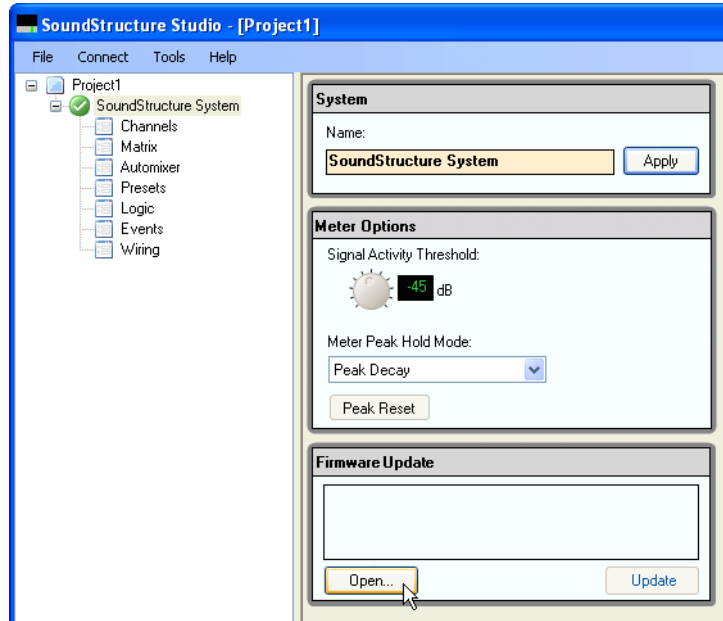 SoundStructure Studio - [Project1]
File Connect Tools Help
Project1
SoundStructure System
Channels
Matrix
Automixer
Presets
Logic
Events
Wiring
System
Name:
SoundStructure System Apply
Meter Options
Signal Activity Threshold:
-45 dB
Meter Peak Hold Mode:
Peak Decay
Peak Reset
Firmware Update
Open... Update